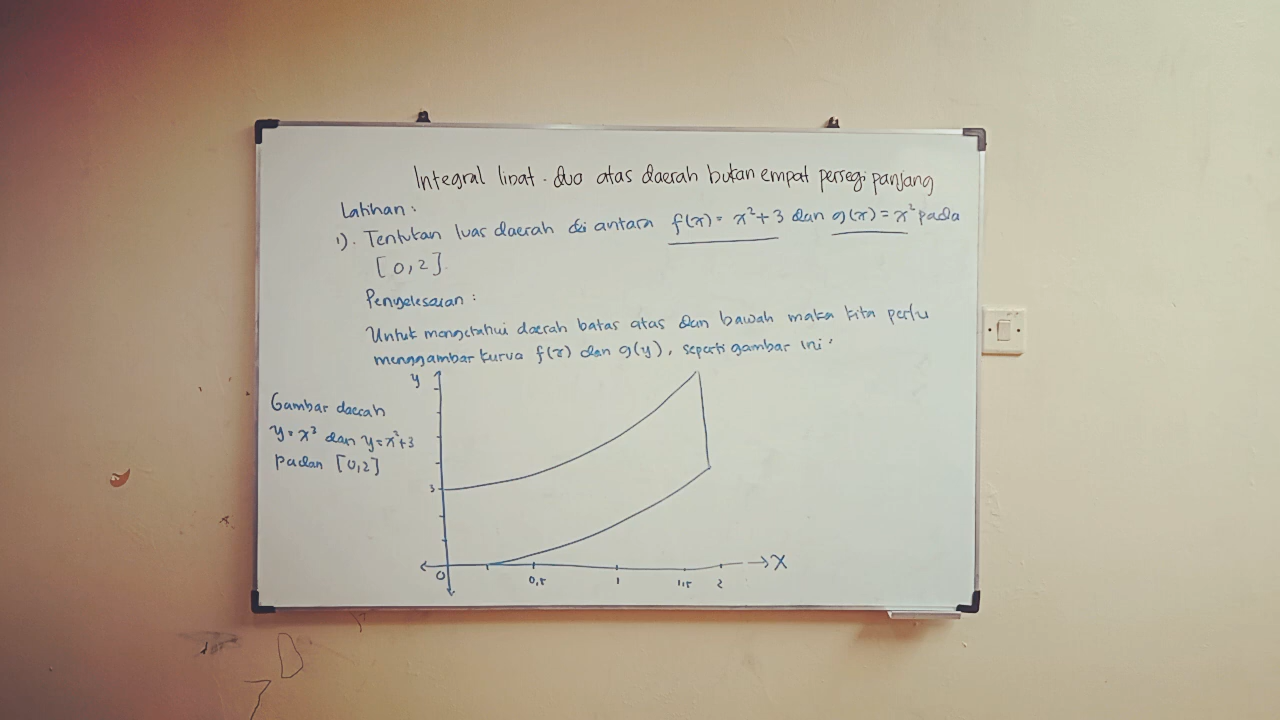 Integral lipat - dua atas daerah bukan empat persegi panjang
Latihan :
1). Tentukan luas daerah di antara f(x) = x²+3 dan g(x) = x² pada
[0,2].
Penyelesaian :
Untuk mengetahui daerah batas atas dan bawah maka kita perlu
menggambar kurva f(x) dan g(y), seperti gambar ini :
Gambar daerah
y = x² dan y = x²+3
padan [0,2]
y
3
0
0,5
1
1,5
2
X